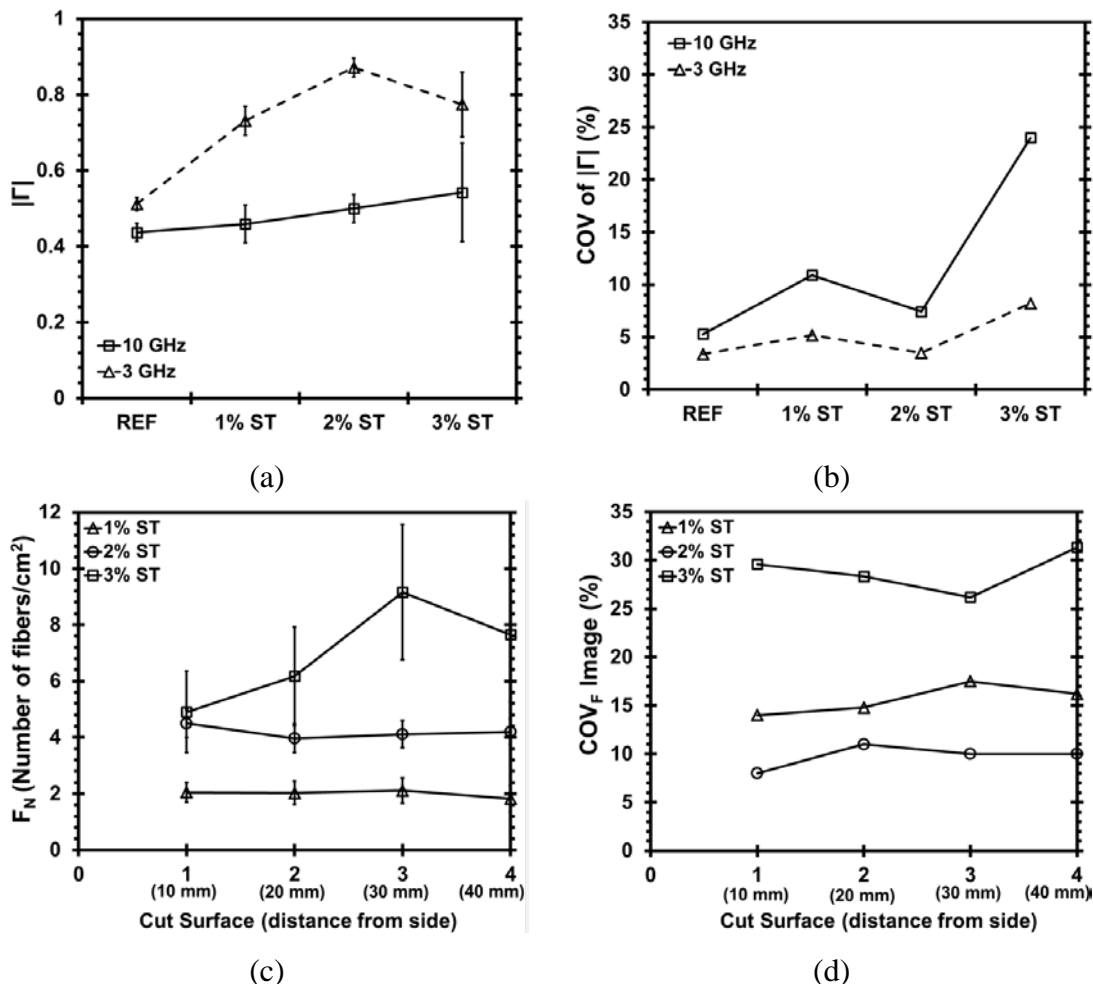 1
0.8
0.6
0.4
0.2
0
|Γ|
10 GHz
3 GHz
REF 1% ST 2% ST 3% ST
(a)
35
30
25
20
15
10
5
0
COV of |Γ| (%)
10 GHz
3 GHz
REF 1% ST 2% ST 3% ST
(b)
12
10
8
6
4
2
0
F_N (Number of fibers/cm²)
1% ST
2% ST
3% ST
0 1 2 3 4
(10 mm) (20 mm) (30 mm) (40 mm)
Cut Surface (distance from side)
(c)
35
30
25
20
15
10
5
0
COV_F Image (%)
1% ST
2% ST
3% ST
0 1 2 3 4
(10 mm) (20 mm) (30 mm) (40 mm)
Cut Surface (distance from side)
(d)